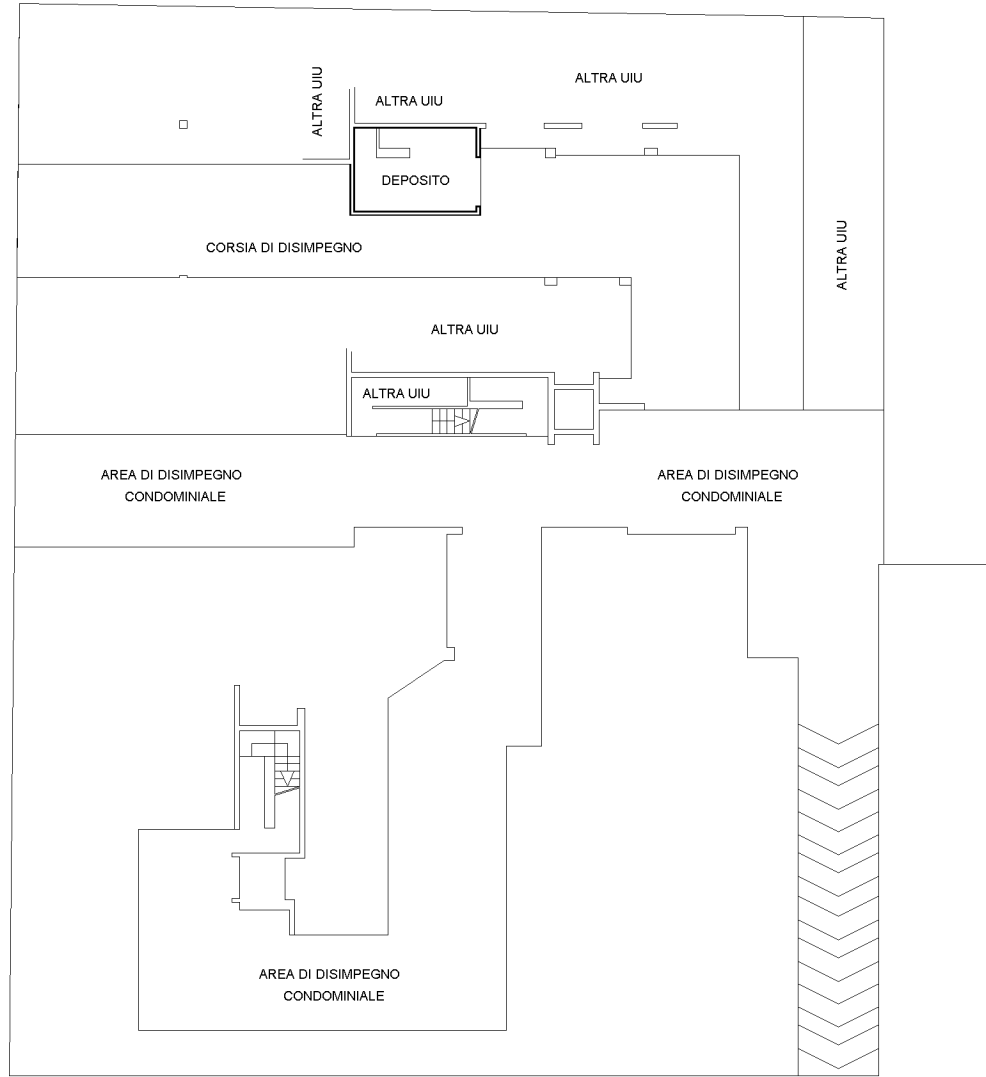 ALTRA UIU
ALTRA UIU
ALTRA UIU
DEPOSITO
CORSIA DI DISIMPEGNO
ALTRA UIU
ALTRA UIU
ALTRA UIU
AREA DI DISIMPEGNO
CONDOMINIALE
AREA DI DISIMPEGNO
CONDOMINIALE
AREA DI DISIMPEGNO
CONDOMINIALE